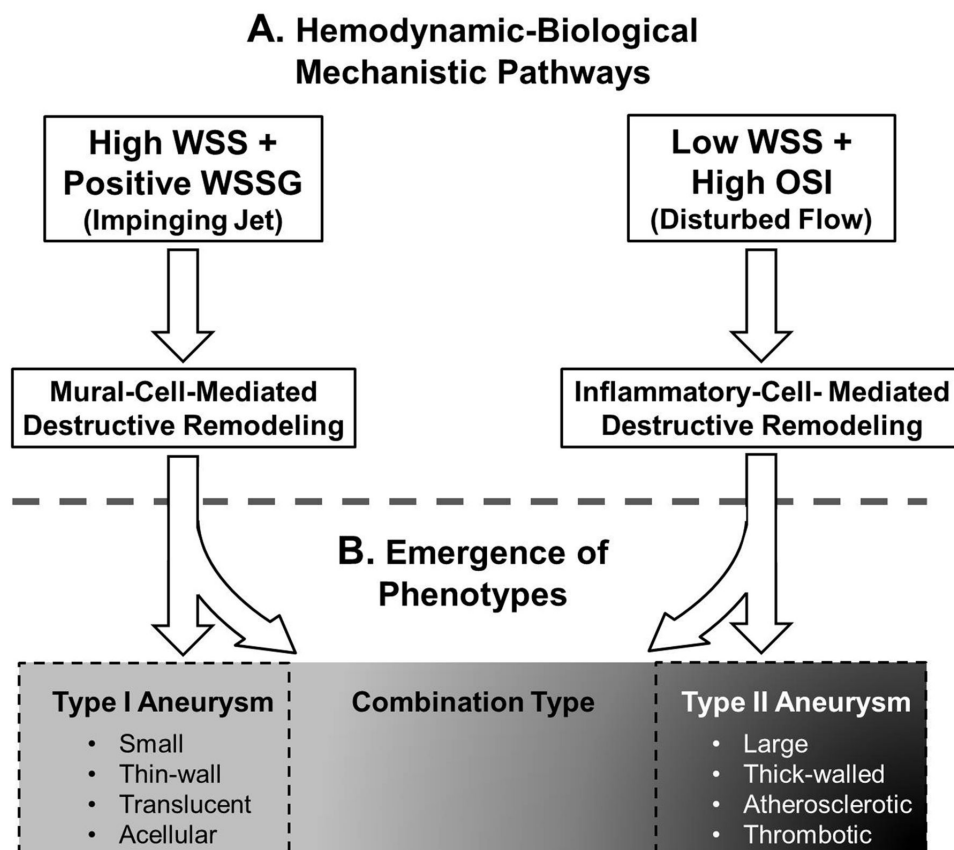 A. Hemodynamic-Biological
Mechanistic Pathways
High WSS +
Positive WSSG
(Impinging Jet)
Low WSS +
High OSI
(Disturbed Flow)
Mural-Cell-Mediated
Destructive Remodeling
Inflammatory-Cell- Mediated
Destructive Remodeling
B. Emergence of
Phenotypes
Type I Aneurysm
• Small
• Thin-wall
• Translucent
• Acellular
Combination Type
Type II Aneurysm
• Large
• Thick-walled
• Atherosclerotic
• Thrombotic